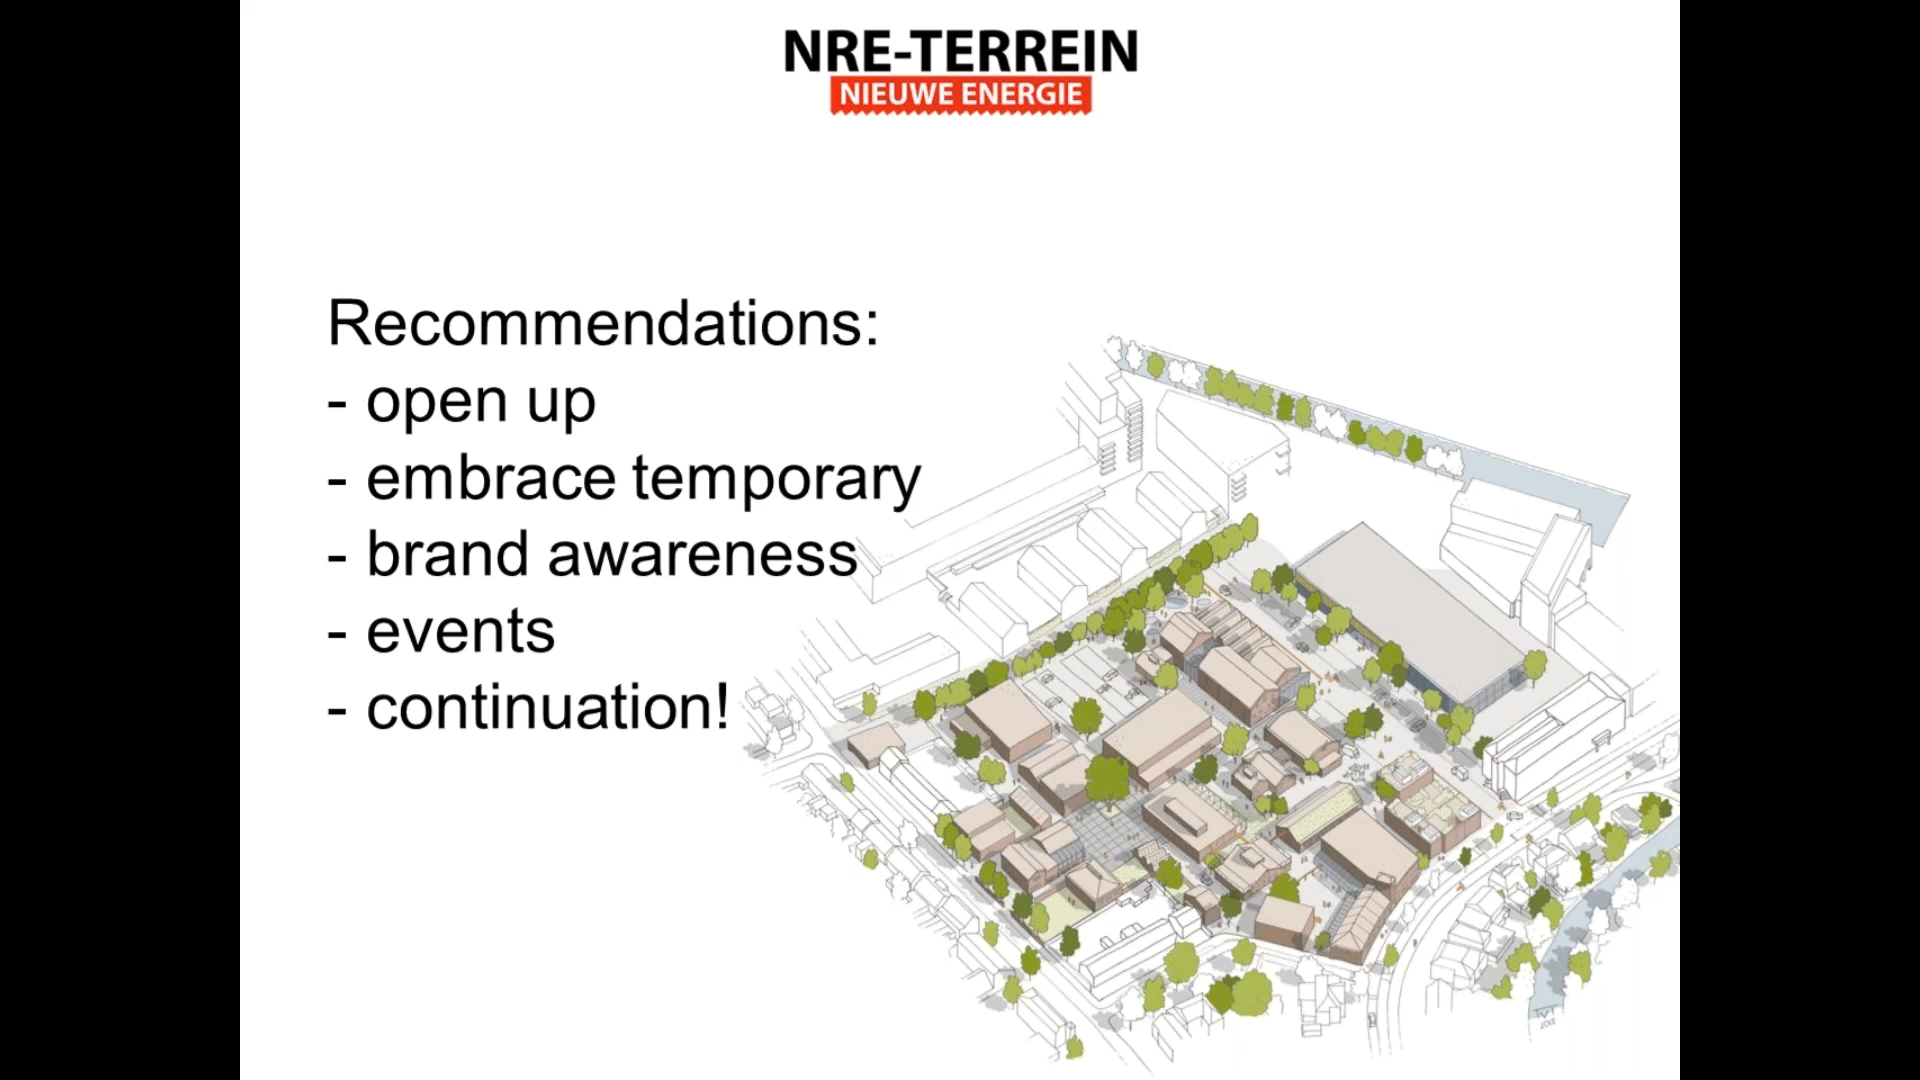 NRE-TERREIN
NIEUWE ENERGIE
Recommendations:
- open up
- embrace temporary
- brand awareness
- events
- continuation!